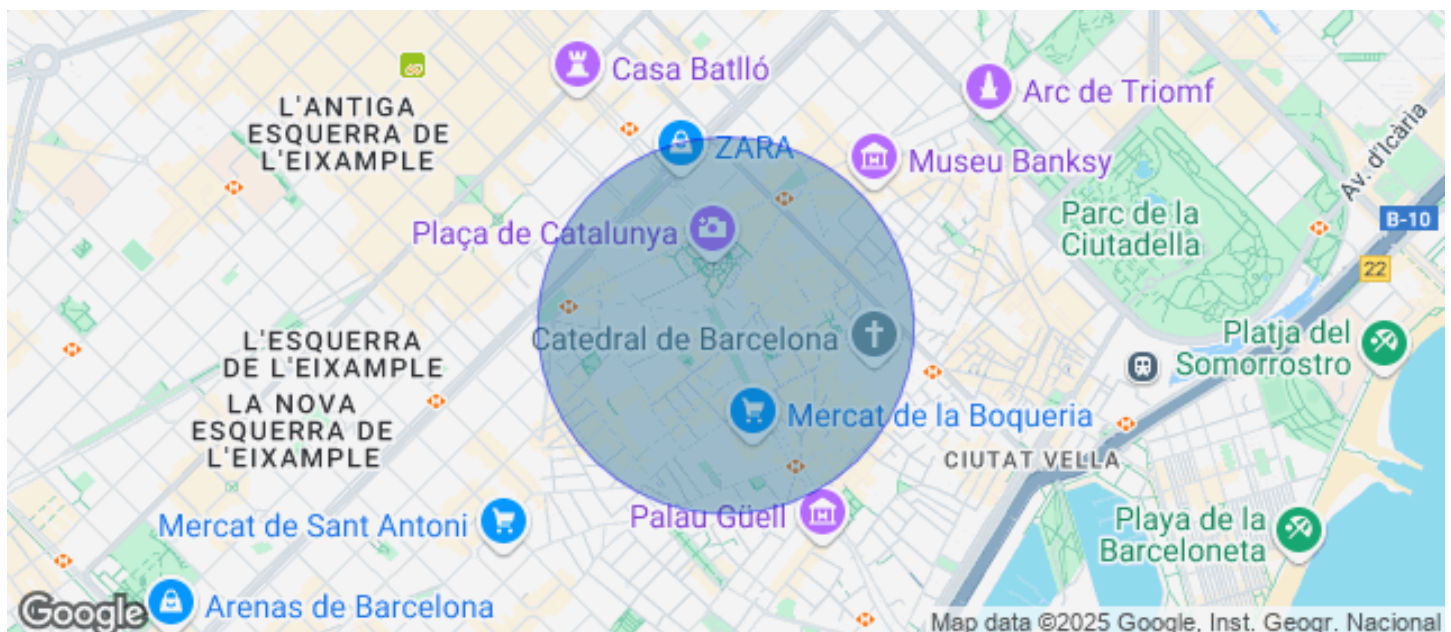 Casa Batlló
Arc de Triomf
L'ANTIGA
ESQUERRA DE
L'EIXAMPLE
ZARA
Museu Banksy
Av. d'Icària
Parc de la
Ciutadella
B-10
Plaça de Catalunya
22
L'ESQUERRA
DE L'EIXAMPLE
Catedral de Barcelona
Platja del
Somorrostro
LA NOVA
ESQUERRA DE
L'EIXAMPLE
Mercat de la Boqueria
CIUTAT VELLA
Mercat de Sant Antoni
Palau Güell
Playa de la
Barceloneta
Arenas de Barcelona
Google
Map data ©2025 Google, Inst. Geogr. Nacional